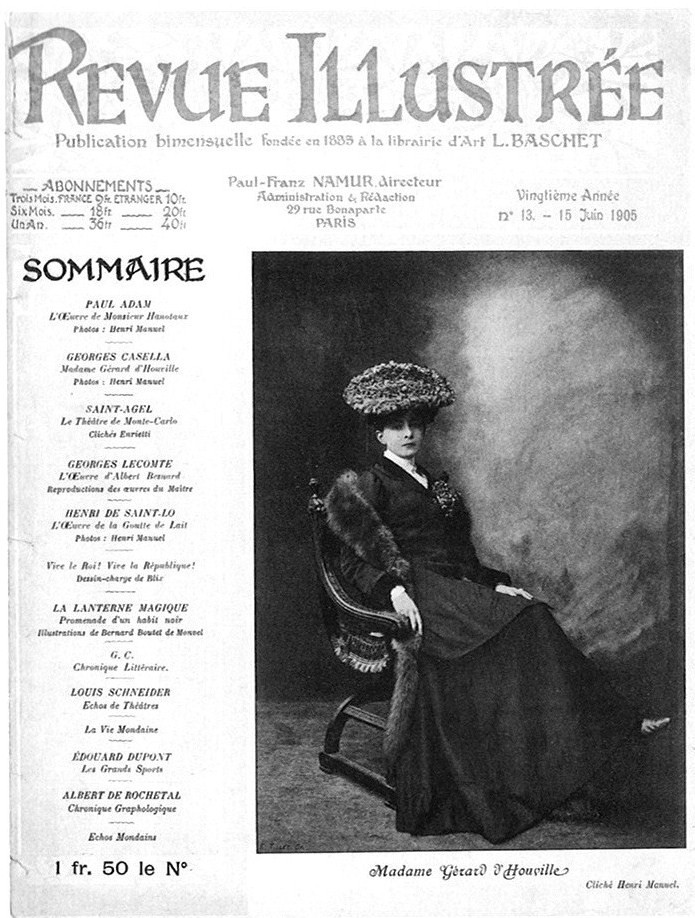 REVUE ILLUSTRÉE
Publication bimensuelle fondée en 1885 à la librairie d'Art L. BASCHET
ABONNEMENTS
Trois Mois. FRANCE 9fr. ETRANGER 10fr.
Six Mois. 18fr 20fr
Un An. 36fr 40fr
Paul-Franz NAMUR, directeur
Administration & Rédaction
29 rue Bonaparte
PARIS
Vingtième Année
n° 13. - 15 Juin 1905
SOMMAIRE
PAUL ADAM
L'Œuvre de Monsieur Hanotaux
Photos : Henri Manuel
GEORGES CASELLA
Madame Gérard d'Houville
Photos : Henri Manuel
SAINT-AGEL
Le Théâtre de Monte-Carlo
Clichés Enrietti
GEORGES LECOMTE
L'Œuvre d'Albert Besnard
Reproductions des œuvres du Maître
HENRI DE SAINT-LO
L'Œuvre de la Goutte de Lait
Photos : Henri Manuel
Vive le Roi! Vive la République!
Dessin-charge de Blix
LA LANTERNE MAGIQUE
Promenade d'un habit noir
Illustrations de Bernard Boutet de Monvel
G. C.
Chronique Littéraire.
LOUIS SCHNEIDER
Echos de Théâtres
La Vie Mondaine
ÉDOUARD DUPONT
Les Grands Sports
ALBERT DE ROCHETAL
Chronique Graphologique
Echos Mondains
1 fr. 50 le N°
Madame Gérard d'Houville
Cliché Henri Manuel.